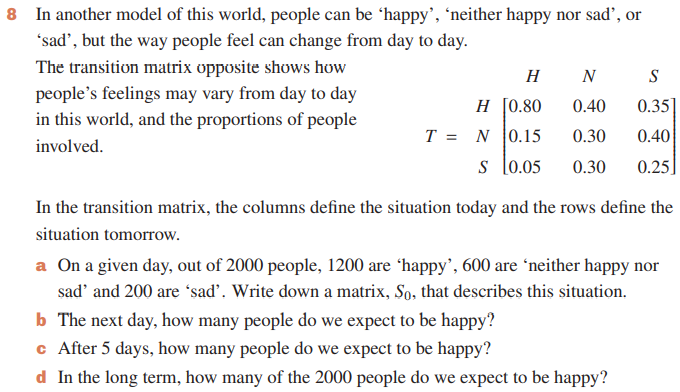 8 In another model of this world, people can be ‘happy’, ‘neither happy nor sad’, or
‘sad’, but the way people feel can change from day to day.
The transition matrix opposite shows how
people’s feelings may vary from day to day
in this world, and the proportions of people
involved.
H N S
H [0.80 0.40 0.35]
T = N 0.15 0.30 0.40
S [0.05 0.30 0.25]
In the transition matrix, the columns define the situation today and the rows define the
situation tomorrow.
a On a given day, out of 2000 people, 1200 are ‘happy’, 600 are ‘neither happy nor
sad’ and 200 are ‘sad’. Write down a matrix, S₀, that describes this situation.
b The next day, how many people do we expect to be happy?
c After 5 days, how many people do we expect to be happy?
d In the long term, how many of the 2000 people do we expect to be happy?